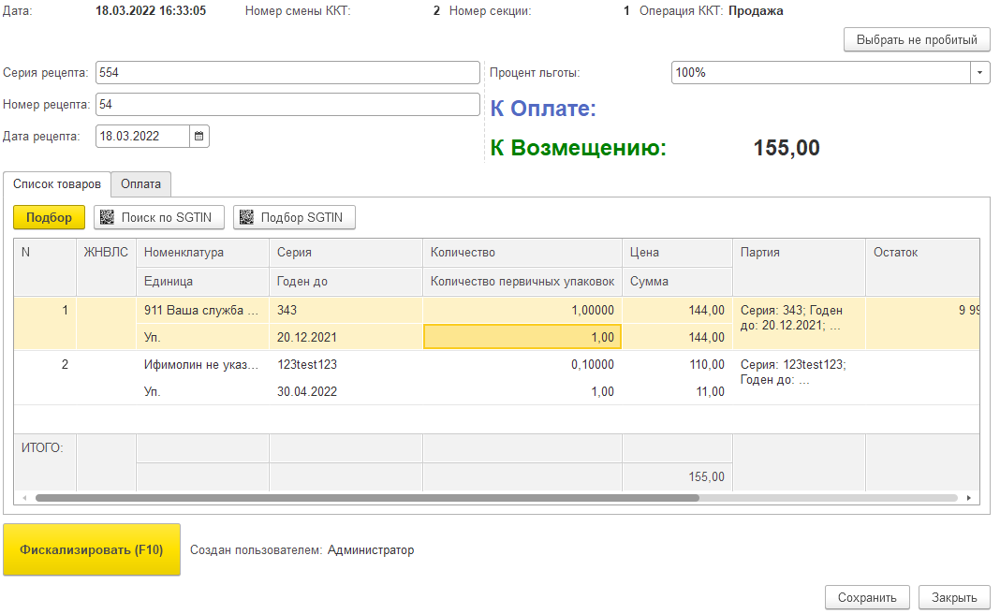 Дата: 18.03.2022 16:33:05 Номер смены ККТ: 2 Номер секции: 1 Операция ККТ: Продажа
Выбрать не пробитый
Серия рецепта: 554 Процент льготы: 100%
Номер рецепта: 54 К Оплате:
Дата рецепта: 18.03.2022 К Возмещению: 155,00
Список товаров Оплата
Подбор Поиск по SGTIN Подбор SGTIN
N ЖНВЛС Номенклатура Серия Количество Цена Партия Остаток
Единица Годен до Количество первичных упаковок Сумма
1 911 Ваша служба ... 343 1,00000 144,00 Серия: 343; Годен 9 99
до: 20.12.2021; ...
Уп. 20.12.2021 1,00 144,00
2 Ифимолин не указ... 123test123 0,10000 110,00 Серия: 123test123;
Годен до: ...
Уп. 30.04.2022 1,00 11,00
ИТОГО:
155,00
Фискализировать (F10) Создан пользователем: Администратор
Сохранить Закрыть